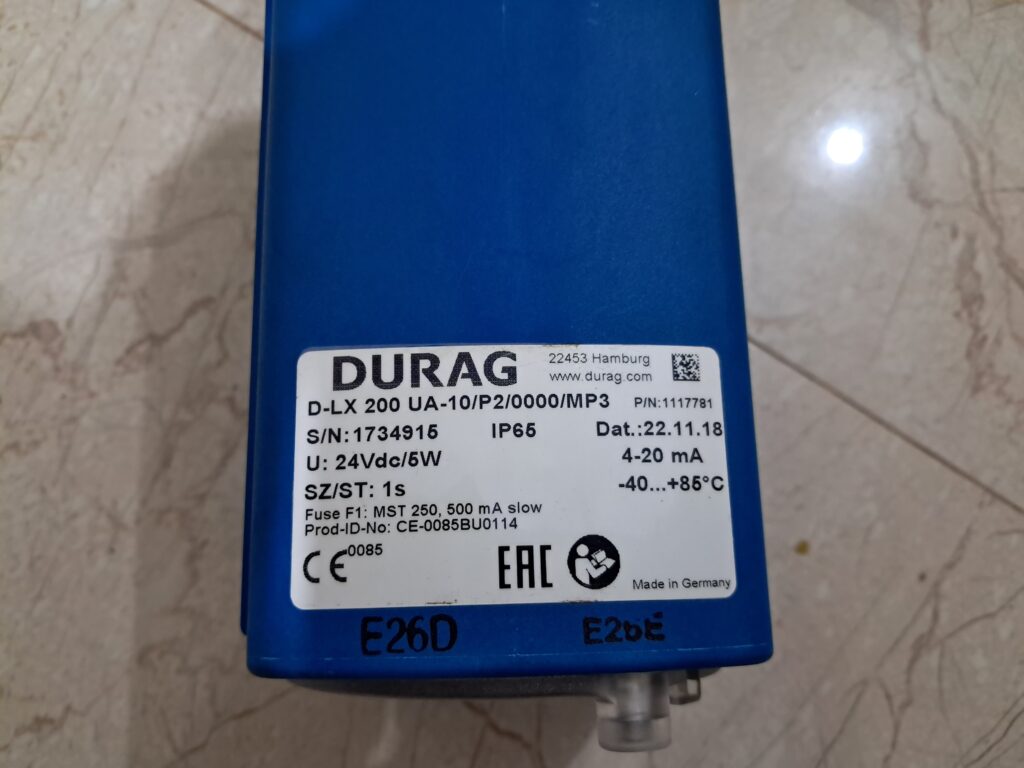 DURAG
22453 Hamburg
www.durag.com
D-LX 200 UA-10/P2/0000/MP3 P/N:1117781
S/N:1734915 IP65 Dat.:22.11.18
U: 24Vdc/5W 4-20 mA
SZ/ST: 1s -40...+85°C
Fuse F1: MST 250, 500 mA slow
Prod-ID-No: CE-0085BU0114
CE 0085 EAC Made in Germany
E26D E26E